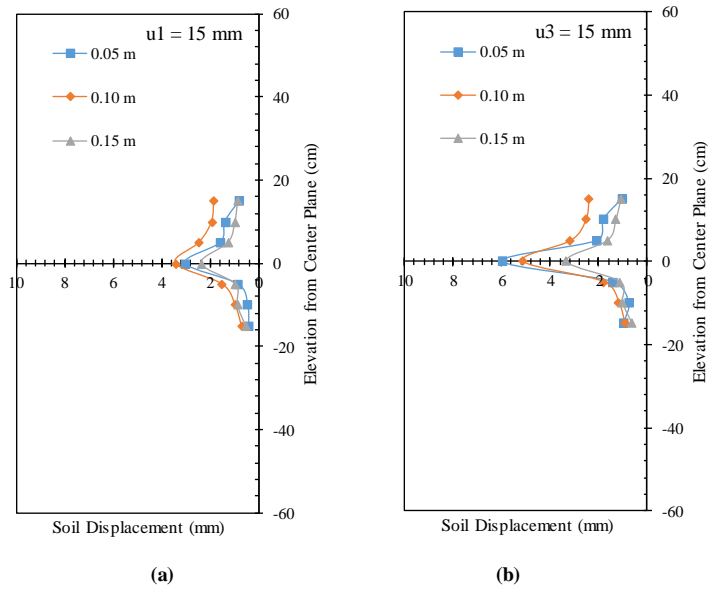 u1 = 15 mm
0.05 m
0.10 m
0.15 m
60
40
20
0
-20
-40
-60
10 8 6 4 2 0
Elevation from Center Plane (cm)
Soil Displacement (mm)
(a)
u3 = 15 mm
0.05 m
0.10 m
0.15 m
60
40
20
0
-20
-40
-60
10 8 6 4 2 0
Elevation from Center Plane (cm)
Soil Displacement (mm)
(b)